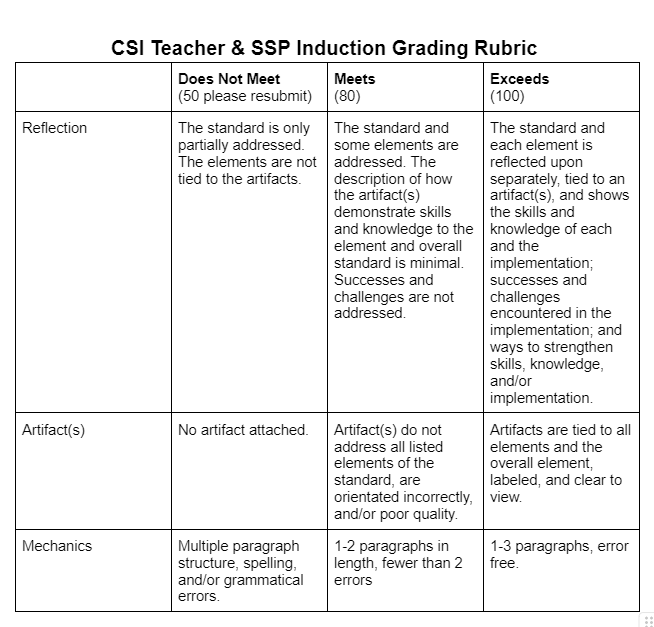 CSI Teacher & SSP Induction Grading Rubric
Does Not Meet
(50 please resubmit)
Meets
(80)
Exceeds
(100)
Reflection
The standard is only
partially addressed.
The elements are not
tied to the artifacts.
The standard and
some elements are
addressed. The
description of how
the artifact(s)
demonstrate skills
and knowledge to the
element and overall
standard is minimal.
Successes and
challenges are not
addressed.
The standard and
each element is
reflected upon
separately, tied to an
artifact(s), and shows
the skills and
knowledge of each
and the
implementation;
successes and
challenges
encountered in the
implementation; and
ways to strengthen
skills, knowledge,
and/or
implementation.
Artifact(s)
No artifact attached.
Artifact(s) do not
address all listed
elements of the
standard, are
orientated incorrectly,
and/or poor quality.
Artifacts are tied to all
elements and the
overall element,
labeled, and clear to
view.
Mechanics
Multiple paragraph
structure, spelling,
and/or grammatical
errors.
1-2 paragraphs in
length, fewer than 2
errors
1-3 paragraphs, error
free.